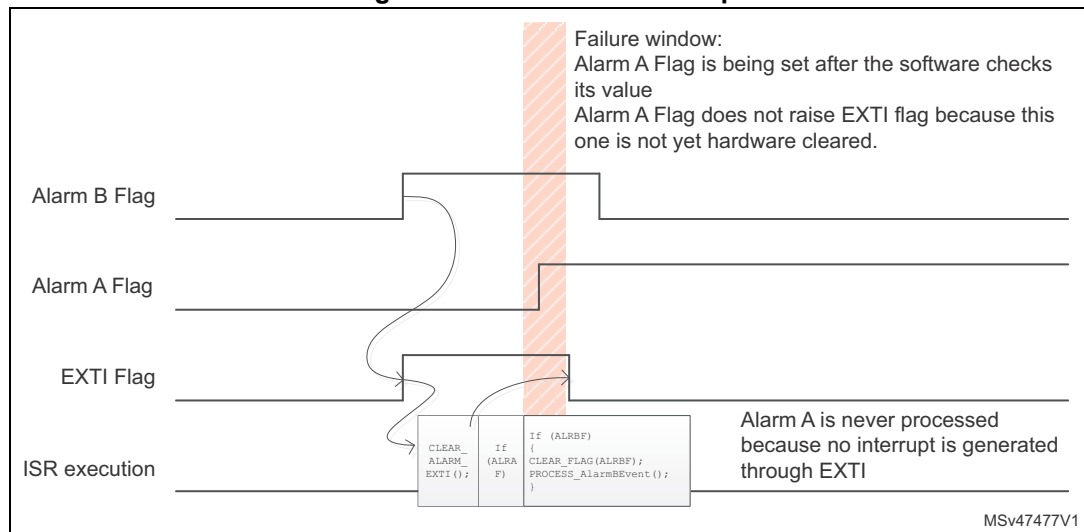 Failure window:
Alarm A Flag is being set after the software checks
its value
Alarm A Flag does not raise EXTI flag because this
one is not yet hardware cleared.
Alarm B Flag
Alarm A Flag
EXTI Flag
ISR execution
CLEAR_
ALARM_
EXTI();
If
(ALRA
F)
If (ALRBF)
{
CLEAR_FLAG(ALRBF);
PROCESS_AlarmBEvent();
}
Alarm A is never processed
because no interrupt is generated
through EXTI
MSv47477V1